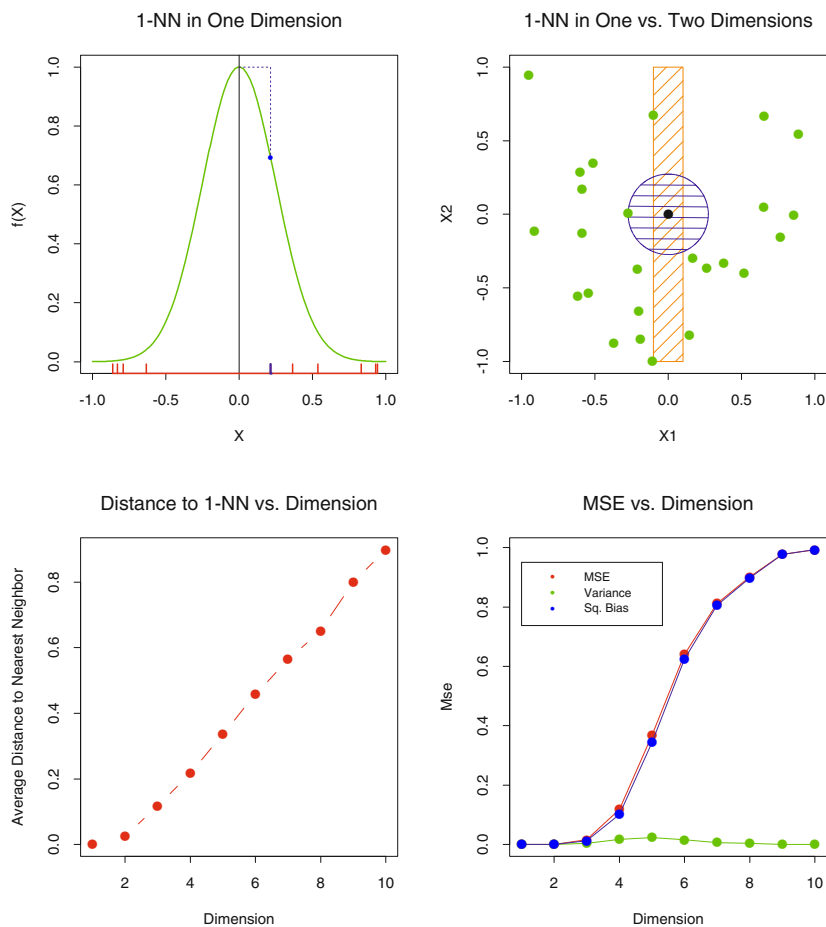 1-NN in One Dimension
f(X)
1.0
0.8
0.6
0.4
0.2
0.0
-1.0 -0.5 0.0 0.5 1.0
X
1-NN in One vs. Two Dimensions
X2
1.0
0.5
0.0
-0.5
-1.0
-1.0 -0.5 0.0 0.5 1.0
X1
Distance to 1-NN vs. Dimension
Average Distance to Nearest Neighbor
0.8
0.6
0.4
0.2
0.0
2 4 6 8 10
Dimension
MSE vs. Dimension
Mse
1.0
0.8
0.6
0.4
0.2
0.0
MSE
Variance
Sq. Bias
2 4 6 8 10
Dimension